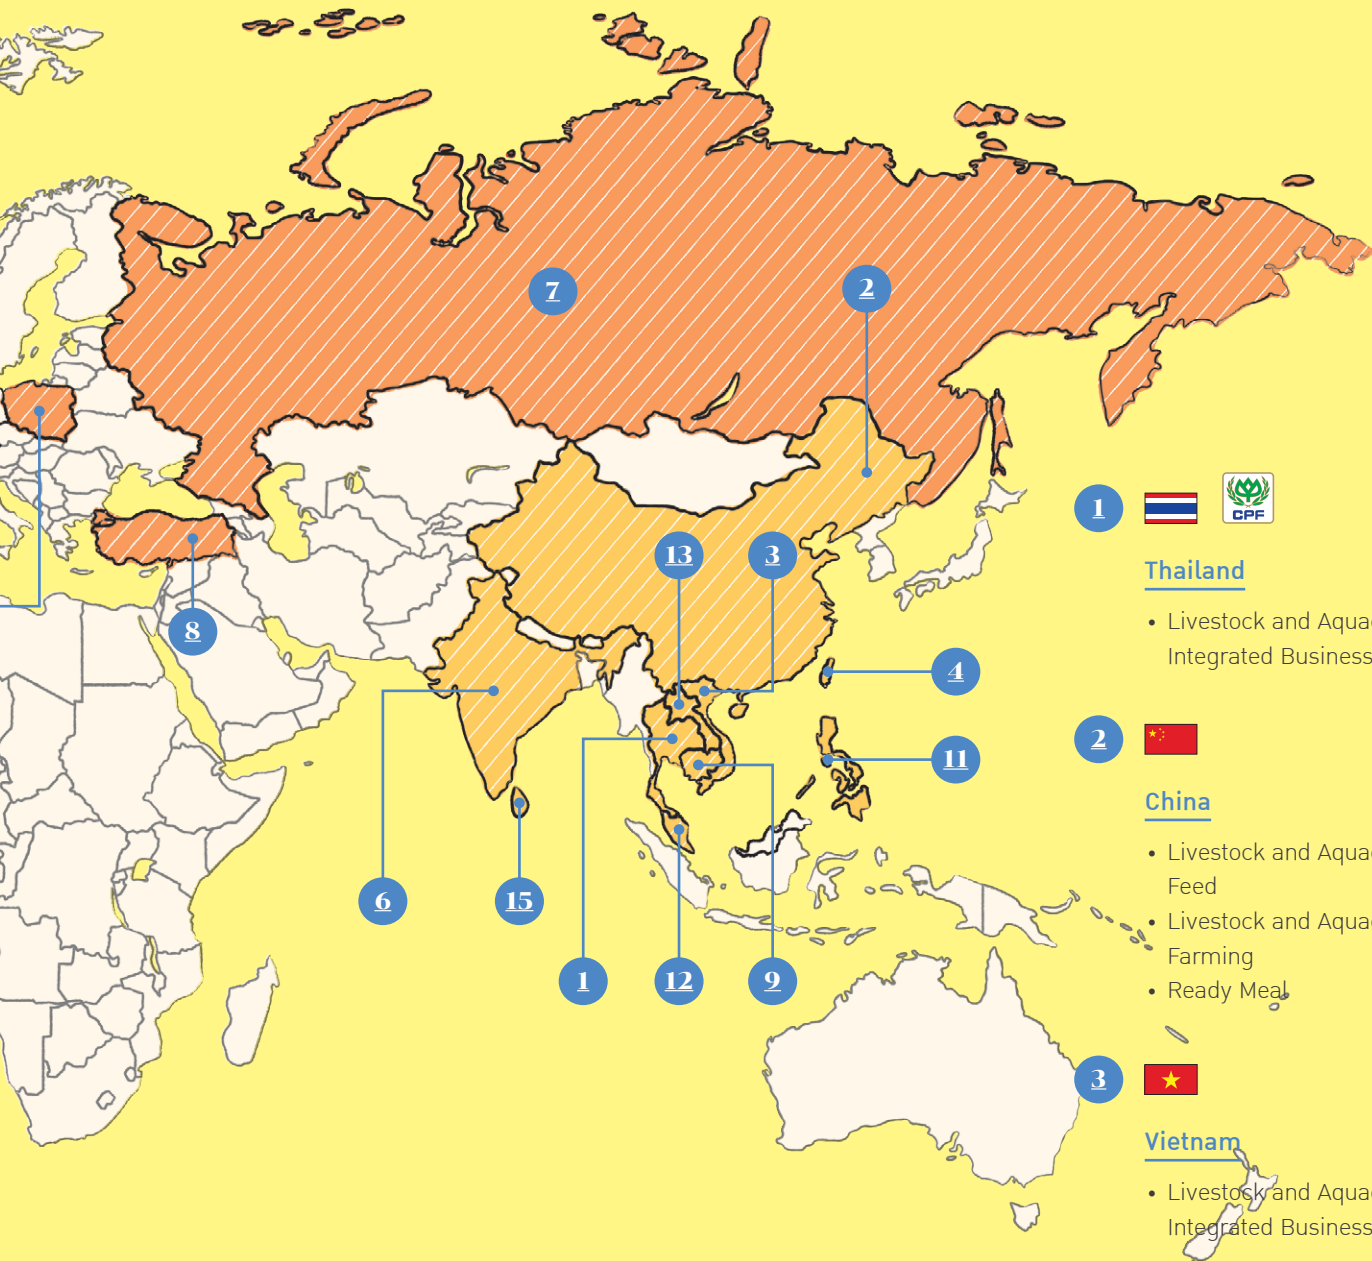 7
2
13
3
8
4
11
6
15
1
12
9
1
CPF
Thailand
• Livestock and Aqua
Integrated Business
2
China
• Livestock and Aqua
Feed
• Livestock and Aqua
Farming
• Ready Meal
3
Vietnam
• Livestock and Aqua
Integrated Business